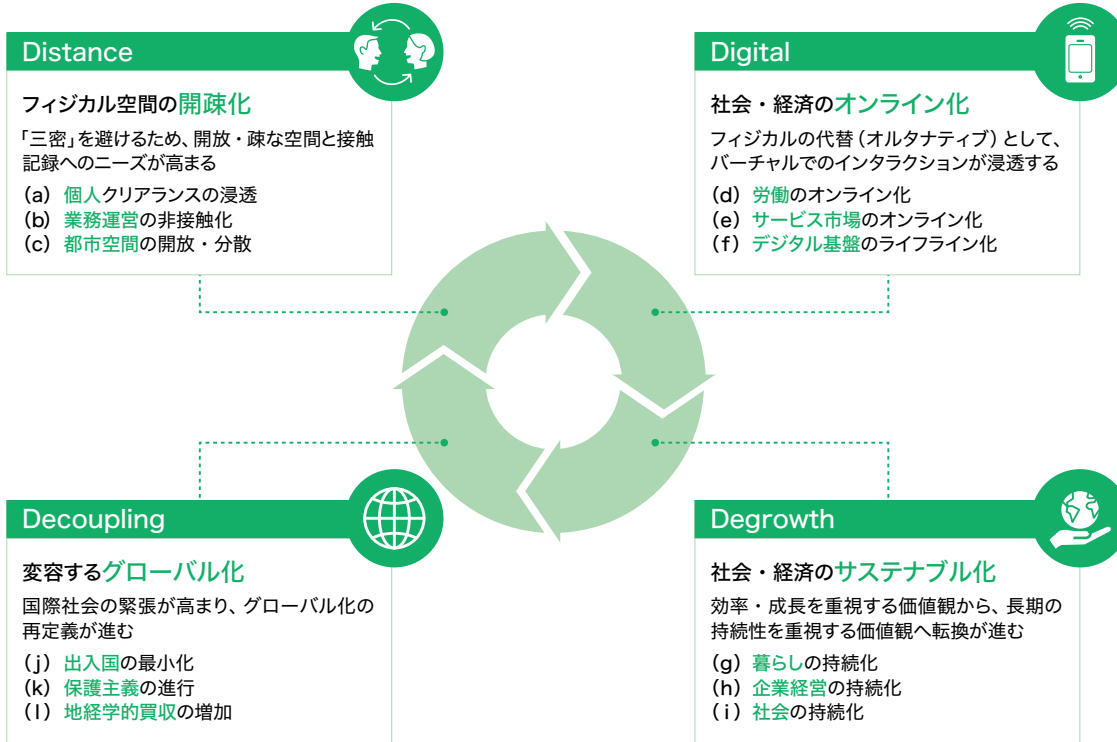 Distance
フィジカル空間の開疎化
「三密」を避けるため、開放・疎な空間と接触
記録へのニーズが高まる
(a) 個人クリアランスの浸透
(b) 業務運営の非接触化
(c) 都市空間の開放・分散
Digital
社会・経済のオンライン化
フィジカルの代替(オルタナティブ)として、
バーチャルでのインタラクションが浸透する
(d) 労働のオンライン化
(e) サービス市場のオンライン化
(f) デジタル基盤のライフライン化
Decoupling
変容するグローバル化
国際社会の緊張が高まり、グローバル化の
再定義が進む
(j) 出入国の最小化
(k) 保護主義の進行
(l) 地経学的買収の増加
Degrowth
社会・経済のサステナブル化
効率・成長を重視する価値観から、長期の
持続性を重視する価値観へ転換が進む
(g) 暮らしの持続化
(h) 企業経営の持続化
(i) 社会の持続化